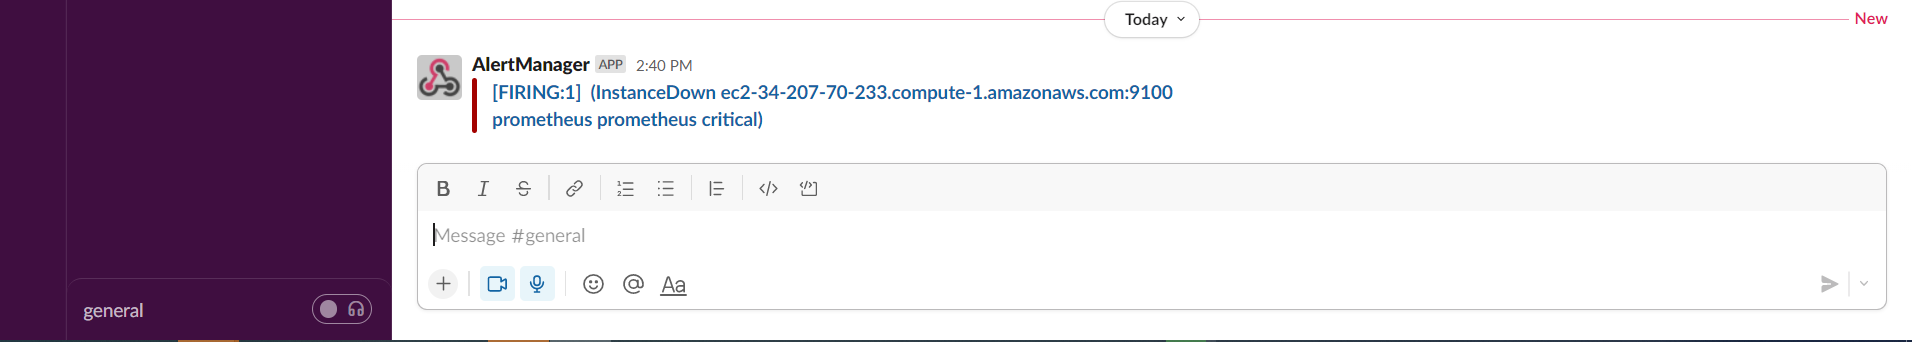 Today
New
AlertManager APP 2:40 PM
[FIRING:1] (InstanceDown ec2-34-207-70-233.compute-1.amazonaws.com:9100
prometheus prometheus critical)
B I S
Message #general
Aa
general